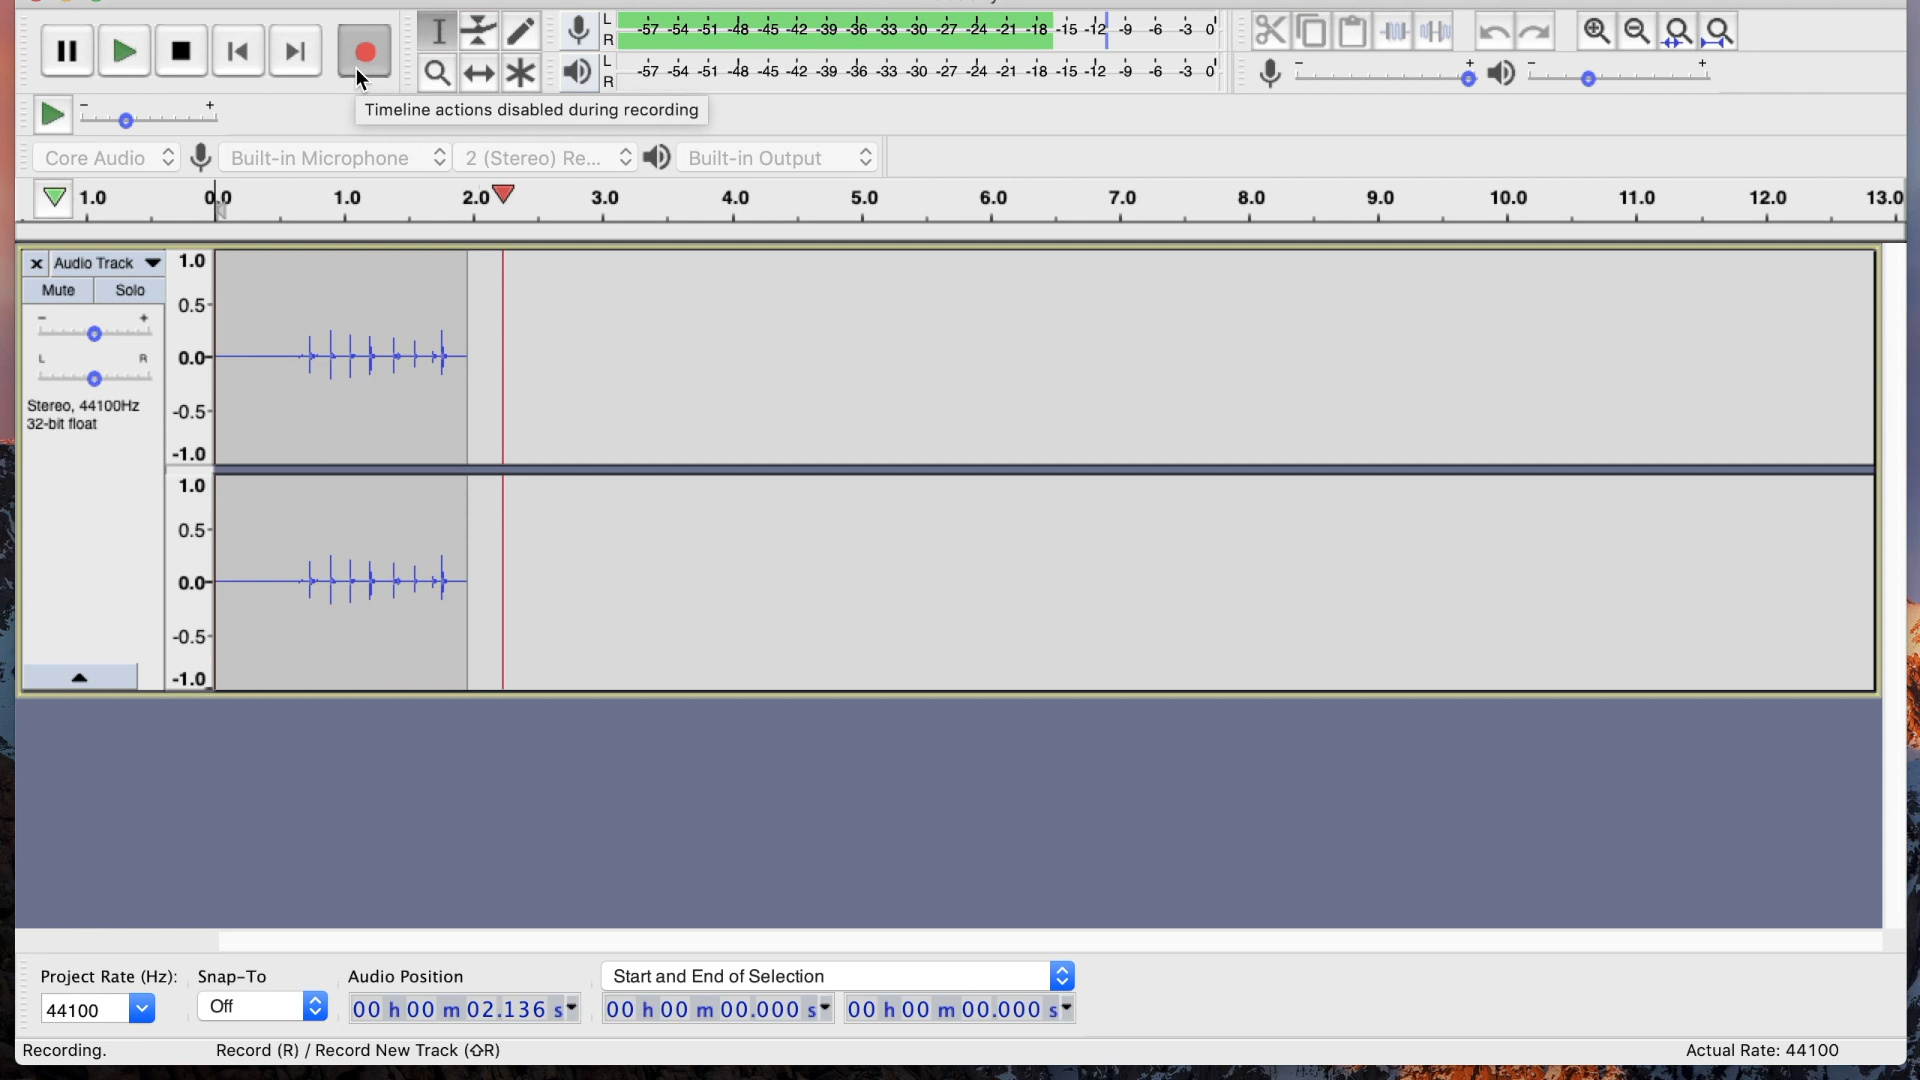 L
R
-57 -54 -51 -48 -45 -42 -39 -36 -33 -30 -27 -24 -21 -18 -15 -12 -9 -6 -3 0
L
R
-57 -54 -51 -48 -45 -42 -39 -36 -33 -30 -27 -24 -21 -18 -15 -12 -9 -6 -3 0
- +
- +
- +
Timeline actions disabled during recording
Core Audio
Built-in Microphone
2 (Stereo) Re...
Built-in Output
1.0 0.0 1.0 2.0 3.0 4.0 5.0 6.0 7.0 8.0 9.0 10.0 11.0 12.0 13.0
x Audio Track
Mute Solo
- +
L R
Stereo, 44100Hz
32-bit float
1.0
0.5-
0.0-
-0.5-
-1.0
1.0
0.5-
0.0-
-0.5-
-1.0
Project Rate (Hz): Snap-To Audio Position Start and End of Selection
44100 Off 00 h 00 m 02.136 s 00 h 00 m 00.000 s 00 h 00 m 00.000 s
Recording. Record (R) / Record New Track (⇧R) Actual Rate: 44100